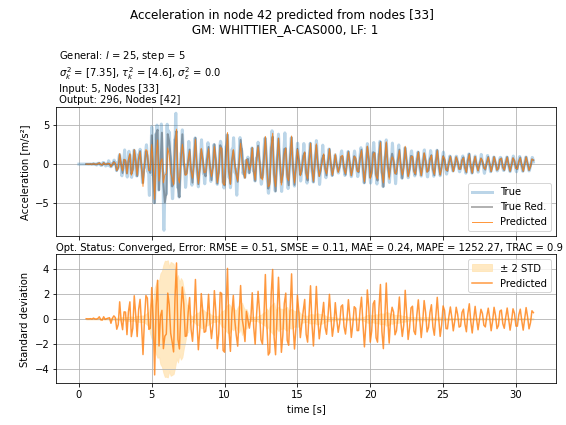 Acceleration in node 42 predicted from nodes [33]
GM: WHITTIER_A-CAS000, LF: 1
General: l = 25, step = 5
σ²ₖ = [7.35], τ²ₖ = [4.6], σ²ε = 0.0
Input: 5, Nodes [33]
Output: 296, Nodes [42]
Acceleration [m/s²]
5
0
−5
True
True Red.
Predicted
Opt. Status: Converged, Error: RMSE = 0.51, SMSE = 0.11, MAE = 0.24, MAPE = 1252.27, TRAC = 0.9
Standard deviation
4
2
0
−2
−4
± 2 STD
Predicted
0 5 10 15 20 25 30
time [s]